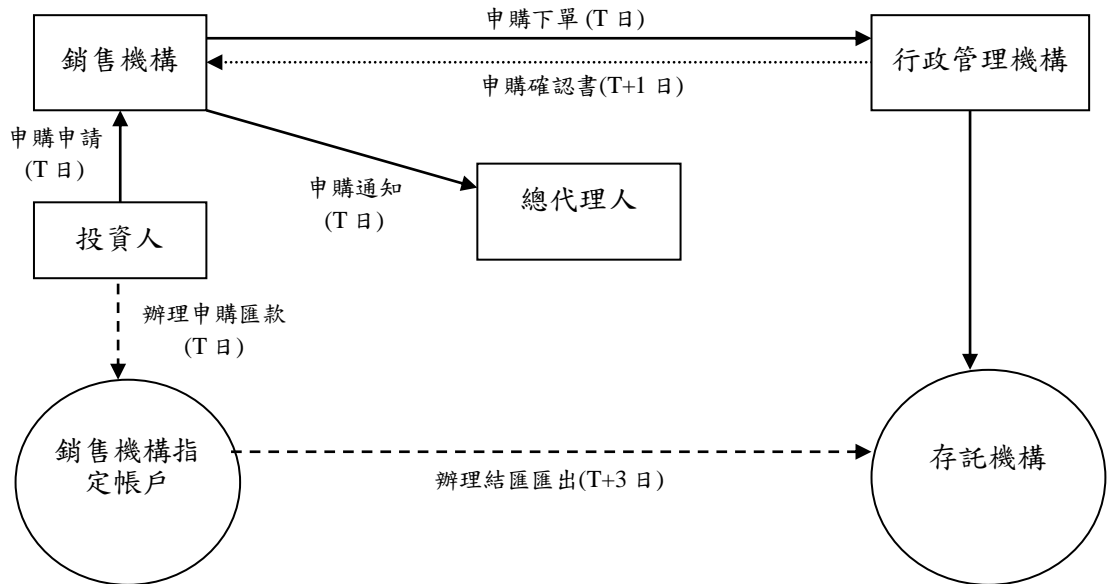 申購下單 (T 日)
銷售機構
行政管理機構
申購確認書(T+1 日)
申購申請
(T 日)
申購通知
(T 日)
總代理人
投資人
辦理申購匯款
(T 日)
銷售機構指
定帳戶
存託機構
辦理結匯匯出(T+3 日)